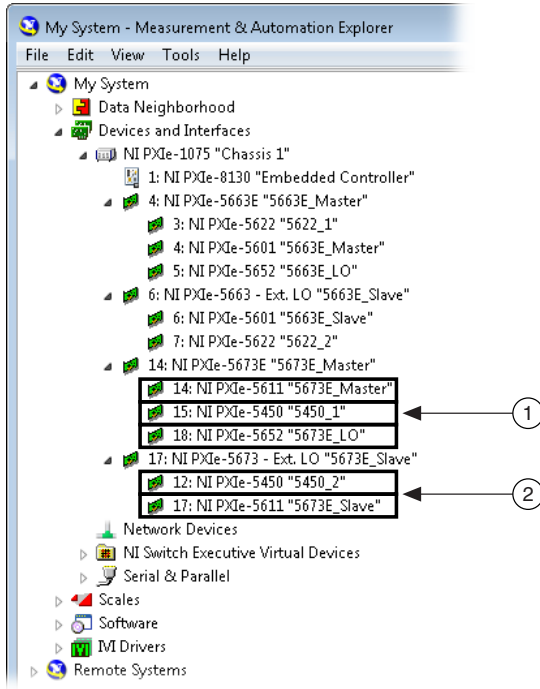 My System - Measurement & Automation Explorer
File Edit View Tools Help
My System
Data Neighborhood
Devices and Interfaces
NI PXIe-1075 "Chassis 1"
1: NI PXIe-8130 "Embedded Controller"
4: NI PXIe-5663E "5663E_Master"
3: NI PXIe-5622 "5622_1"
4: NI PXIe-5601 "5663E_Master"
5: NI PXIe-5652 "5663E_LO"
6: NI PXIe-5663 - Ext. LO "5663E_Slave"
6: NI PXIe-5601 "5663E_Slave"
7: NI PXIe-5622 "5622_2"
14: NI PXIe-5673E "5673E_Master"
14: NI PXIe-5611 "5673E_Master"
15: NI PXIe-5450 "5450_1"
1
18: NI PXIe-5652 "5673E_LO"
17: NI PXIe-5673 - Ext. LO "5673E_Slave"
12: NI PXIe-5450 "5450_2"
2
17: NI PXIe-5611 "5673E_Slave"
Network Devices
NI Switch Executive Virtual Devices
Serial & Parallel
Scales
Software
IVI Drivers
Remote Systems